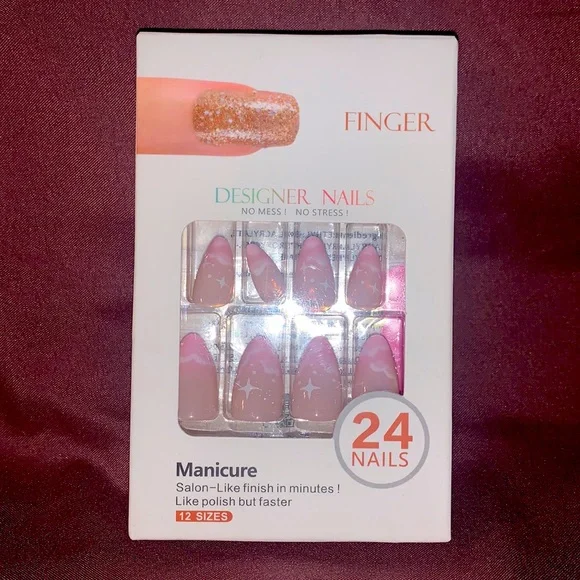 FINGER
DESIGNER NAILS
NO MESS! NO STRESS!
24
NAILS
Manicure
Salon-Like finish in minutes!
Like polish but faster
12 SIZES